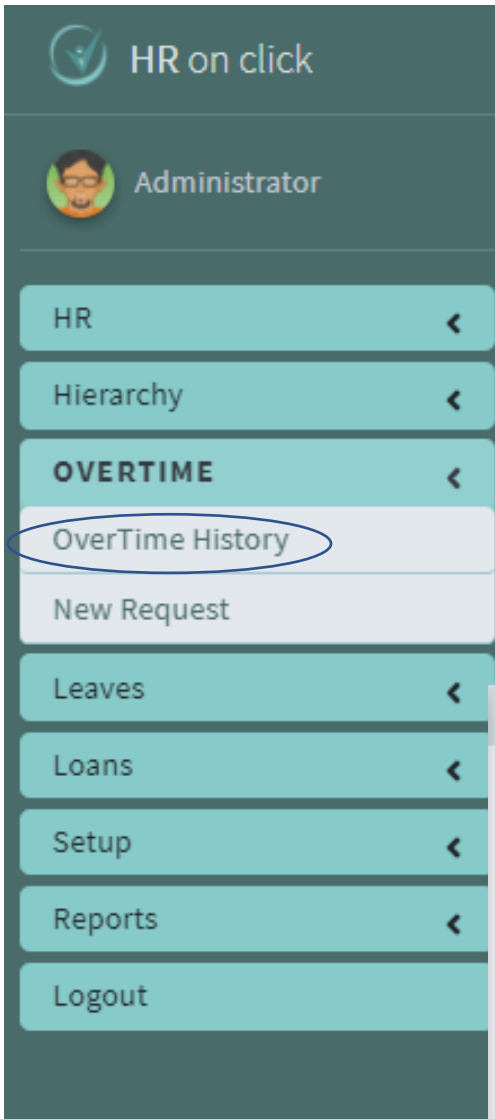 HR on click
Administrator
HR
Hierarchy
OVERTIME
OverTime History
New Request
Leaves
Loans
Setup
Reports
Logout